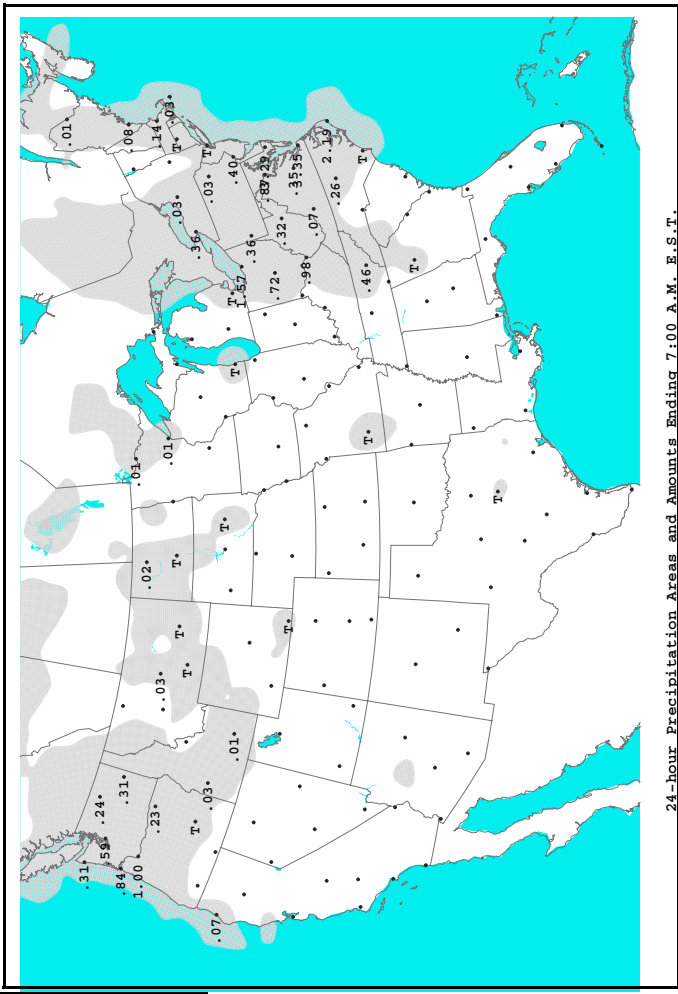 .01
.31
.24
.59
.84
.31
.08
1.00
.01
.02
.23
.14
.03
.01
.03
T
T
.03
T
T
T
.36
.03
T
.03
.07
T
T
.40
.01
T
1.57
.36
.29
.72
.32
T
.35
.35
.98
.07
2.19
.26
T
.46
T
T
T
24-hour Precipitation Areas and Amounts Ending 7:00 A.M. E.S.T.